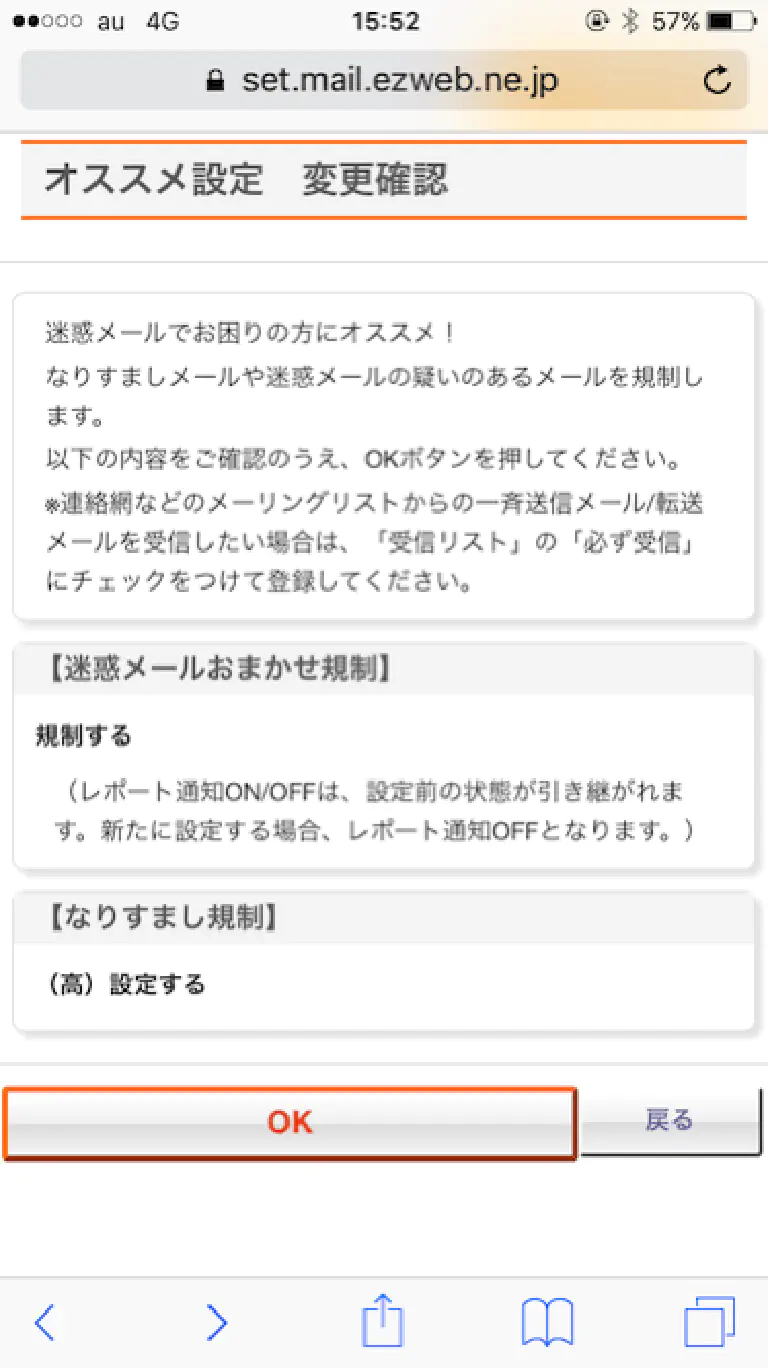 au 4G 15:52 57%
set.mail.ezweb.ne.jp
オススメ設定　変更確認
迷惑メールでお困りの方にオススメ！
なりすましメールや迷惑メールの疑いのあるメールを規制し
ます。
以下の内容をご確認のうえ、OKボタンを押してください。
※連絡網などのメーリングリストからの一斉送信メール/転送
メールを受信したい場合は、「受信リスト」の「必ず受信」
にチェックをつけて登録してください。
【迷惑メールおまかせ規制】
規制する
（レポート通知ON/OFFは、設定前の状態が引き継がれま
す。新たに設定する場合、レポート通知OFFとなります。）
【なりすまし規制】
（高）設定する
OK 戻る